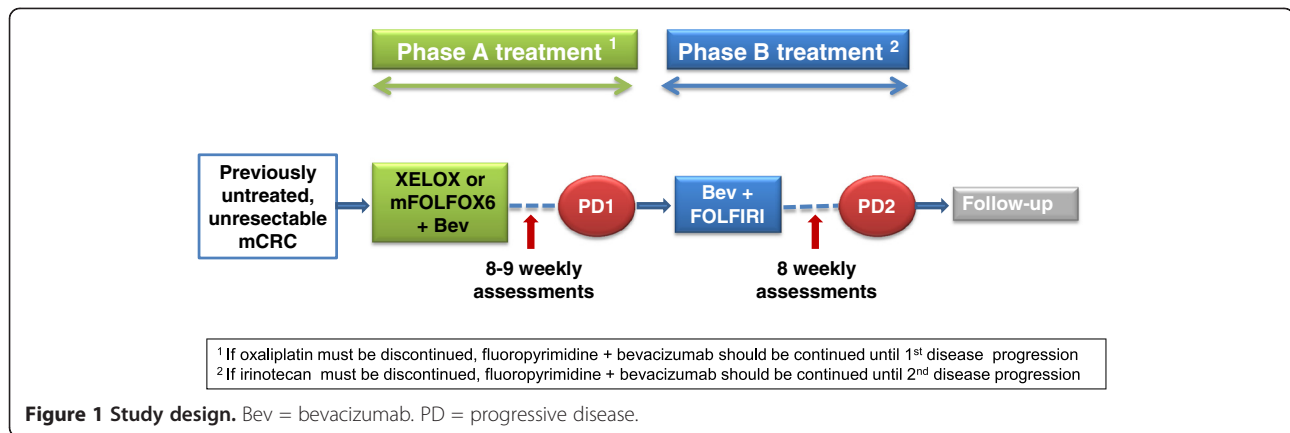 Phase A treatment ¹
Phase B treatment ²
Previously
untreated,
unresectable
mCRC
XELOX or
mFOLFOX6
+ Bev
PD1
Bev +
FOLFIRI
PD2
Follow-up
8-9 weekly
assessments
8 weekly
assessments
¹ If oxaliplatin must be discontinued, fluoropyrimidine + bevacizumab should be continued until 1st disease progression
² If irinotecan must be discontinued, fluoropyrimidine + bevacizumab should be continued until 2nd disease progression
Figure 1 Study design. Bev = bevacizumab. PD = progressive disease.